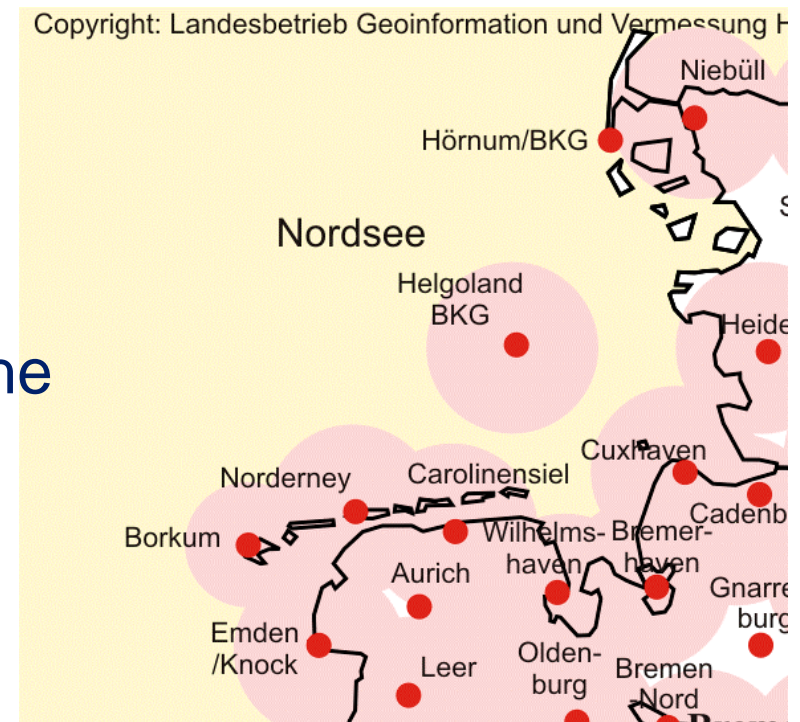 Copyright: Landesbetrieb Geoinformation und Vermessung H
Niebüll
Hörnum/BKG
S
Nordsee
Helgoland
BKG
Heide
ne
Cuxhaven
Norderney
Carolinensiel
Cadenb
Borkum
Wilhelms-
haven
Bremer-
haven
Aurich
Gnarre
burg
Emden
/Knock
Leer
Olden-
burg
Bremen
-Nord